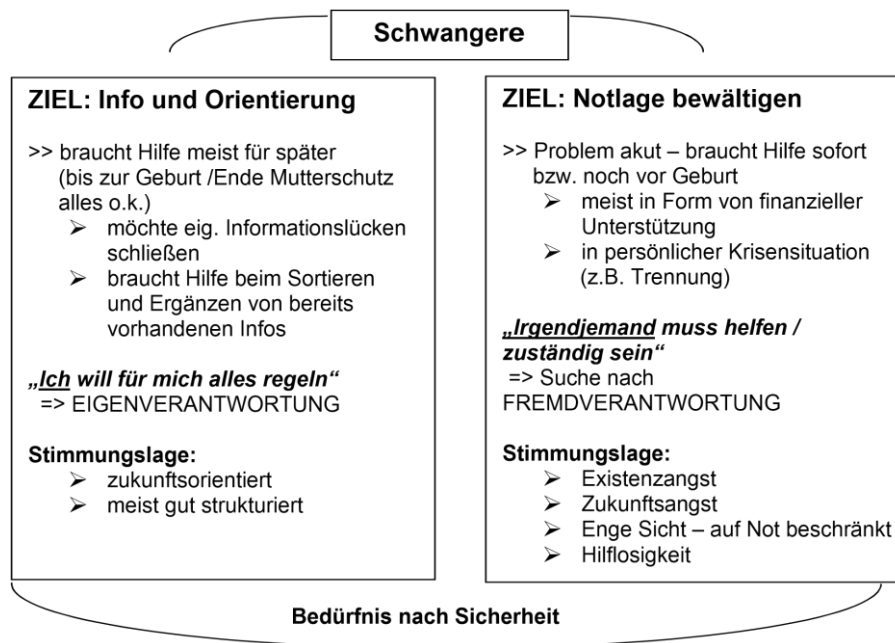 Schwangere
ZIEL: Info und Orientierung
>> braucht Hilfe meist für später
(bis zur Geburt /Ende Mutterschutz
alles o.k.)
➢ möchte eig. Informationslücken
schließen
➢ braucht Hilfe beim Sortieren
und Ergänzen von bereits
vorhandenen Infos
„Ich will für mich alles regeln“
=> EIGENVERANTWORTUNG
Stimmungslage:
➢ zukunftsorientiert
➢ meist gut strukturiert
ZIEL: Notlage bewältigen
>> Problem akut – braucht Hilfe sofort
bzw. noch vor Geburt
➢ meist in Form von finanzieller
Unterstützung
➢ in persönlicher Krisensituation
(z.B. Trennung)
„Irgendjemand muss helfen /
zuständig sein“
=> Suche nach
FREMDVERANTWORTUNG
Stimmungslage:
➢ Existenzangst
➢ Zukunftsangst
➢ Enge Sicht – auf Not beschränkt
➢ Hilflosigkeit
Bedürfnis nach Sicherheit